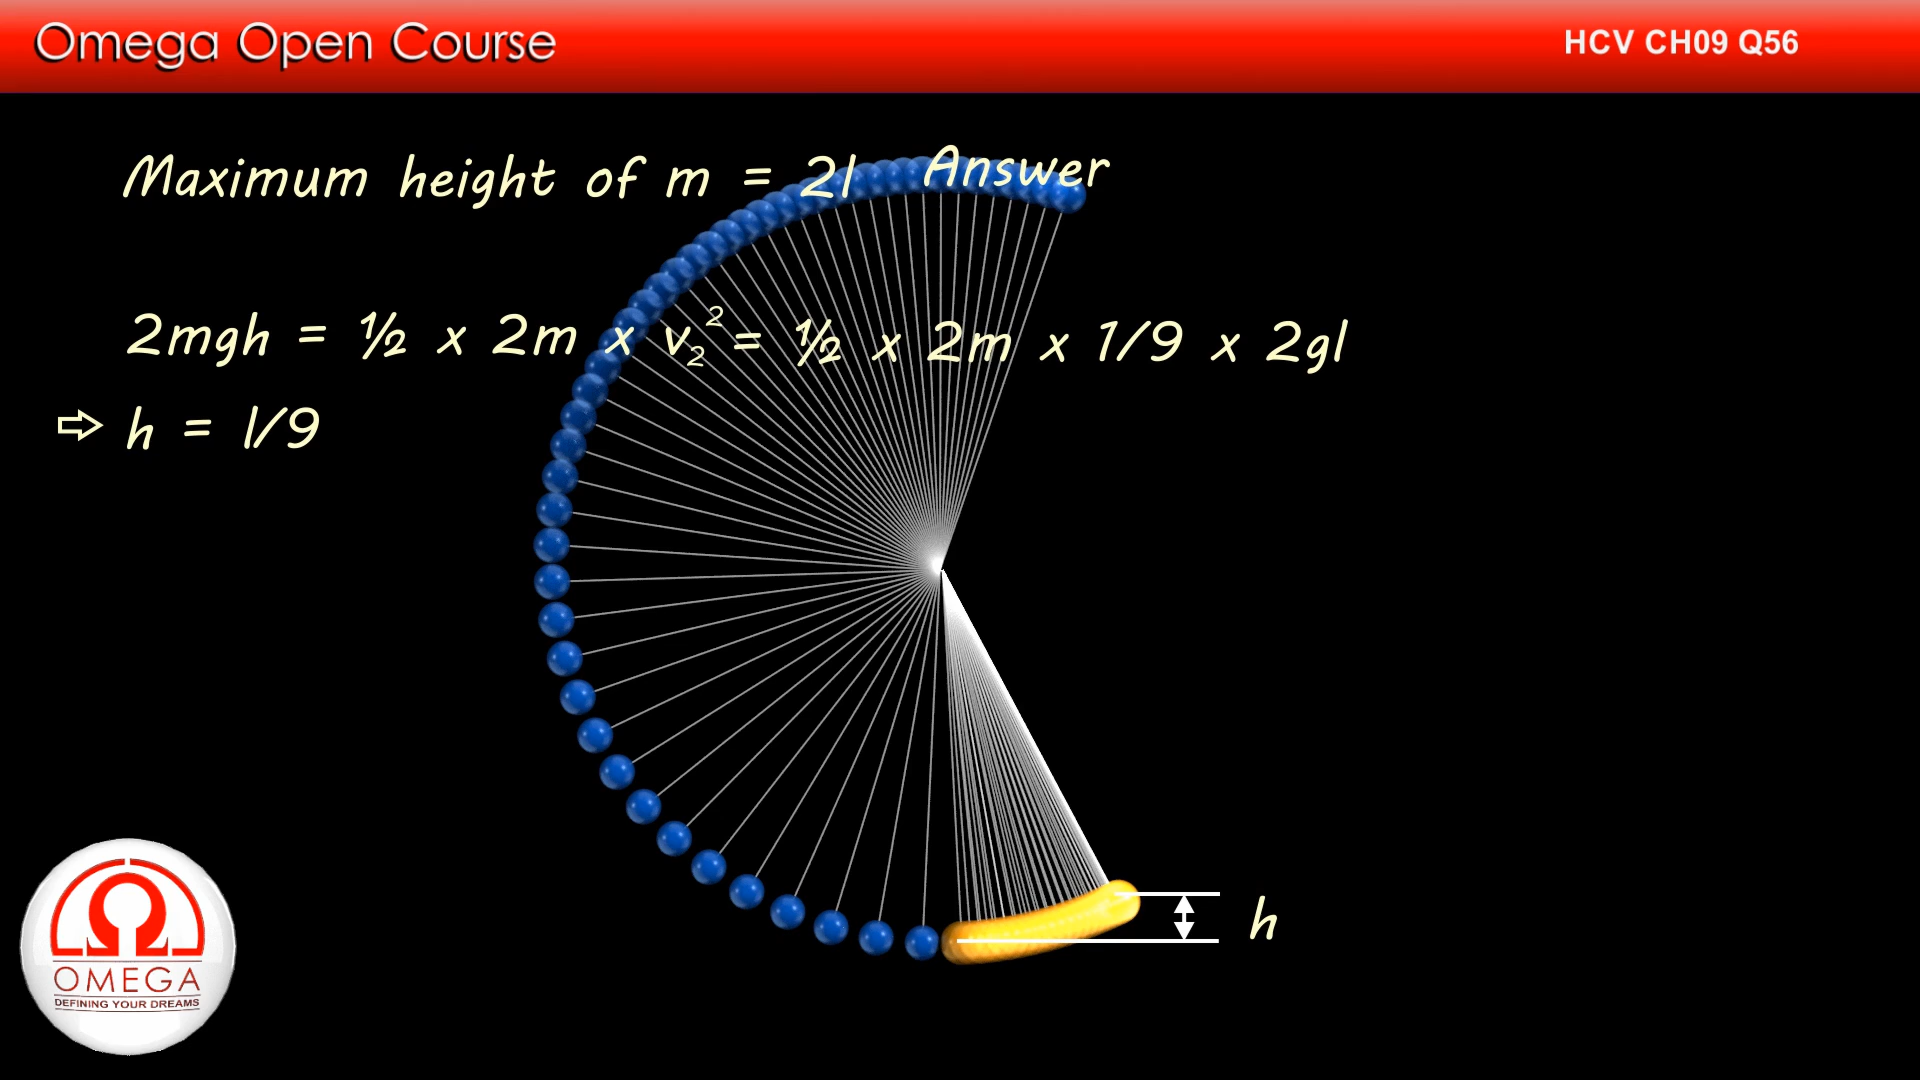 Omega Open Course
HCV CH09 Q56
Maximum height of m = 2l Answer
2mgh = ½ x 2m x v₂² = ½ x 2m x 1/9 x 2gl
⇨ h = l/9
h
OMEGA
DEFINING YOUR DREAMS